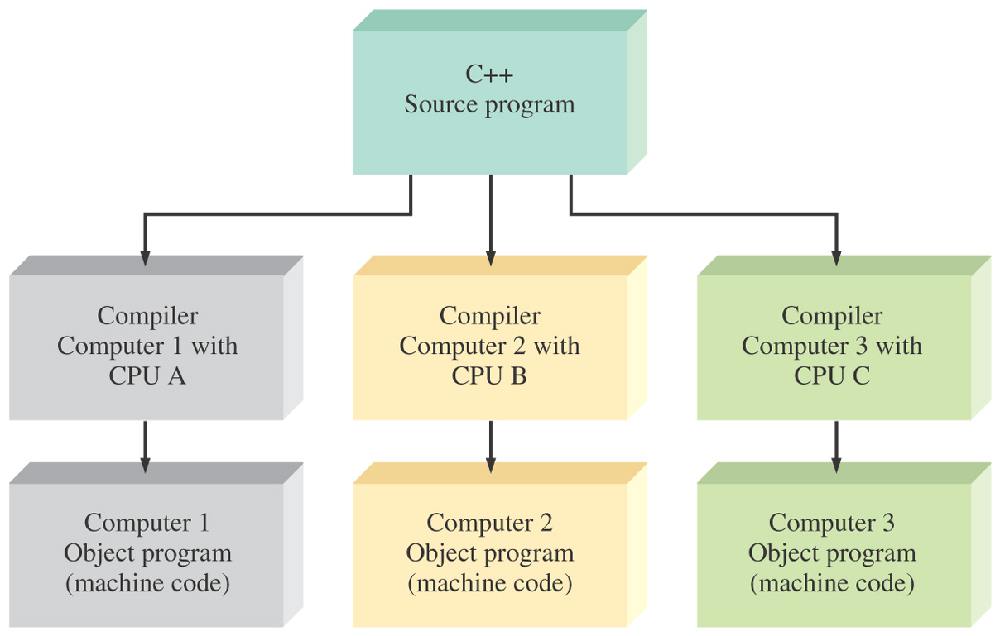 C++
Source program
Compiler
Computer 1 with
CPU A
Compiler
Computer 2 with
CPU B
Compiler
Computer 3 with
CPU C
Computer 1
Object program
(machine code)
Computer 2
Object program
(machine code)
Computer 3
Object program
(machine code)